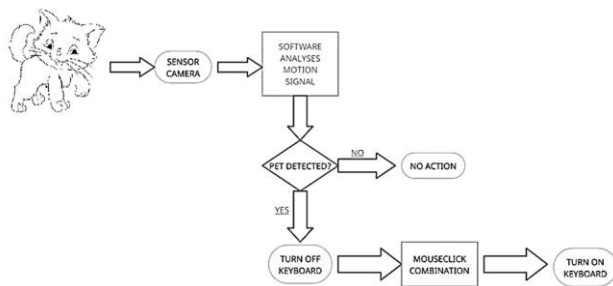 SENSOR
CAMERA
SOFTWARE
ANALYSES
MOTION
SIGNAL
PET DETECTED?
NO
NO ACTION
YES
TURN OFF
KEYBOARD
MOUSECLICK
COMBINATION
TURN ON
KEYBOARD